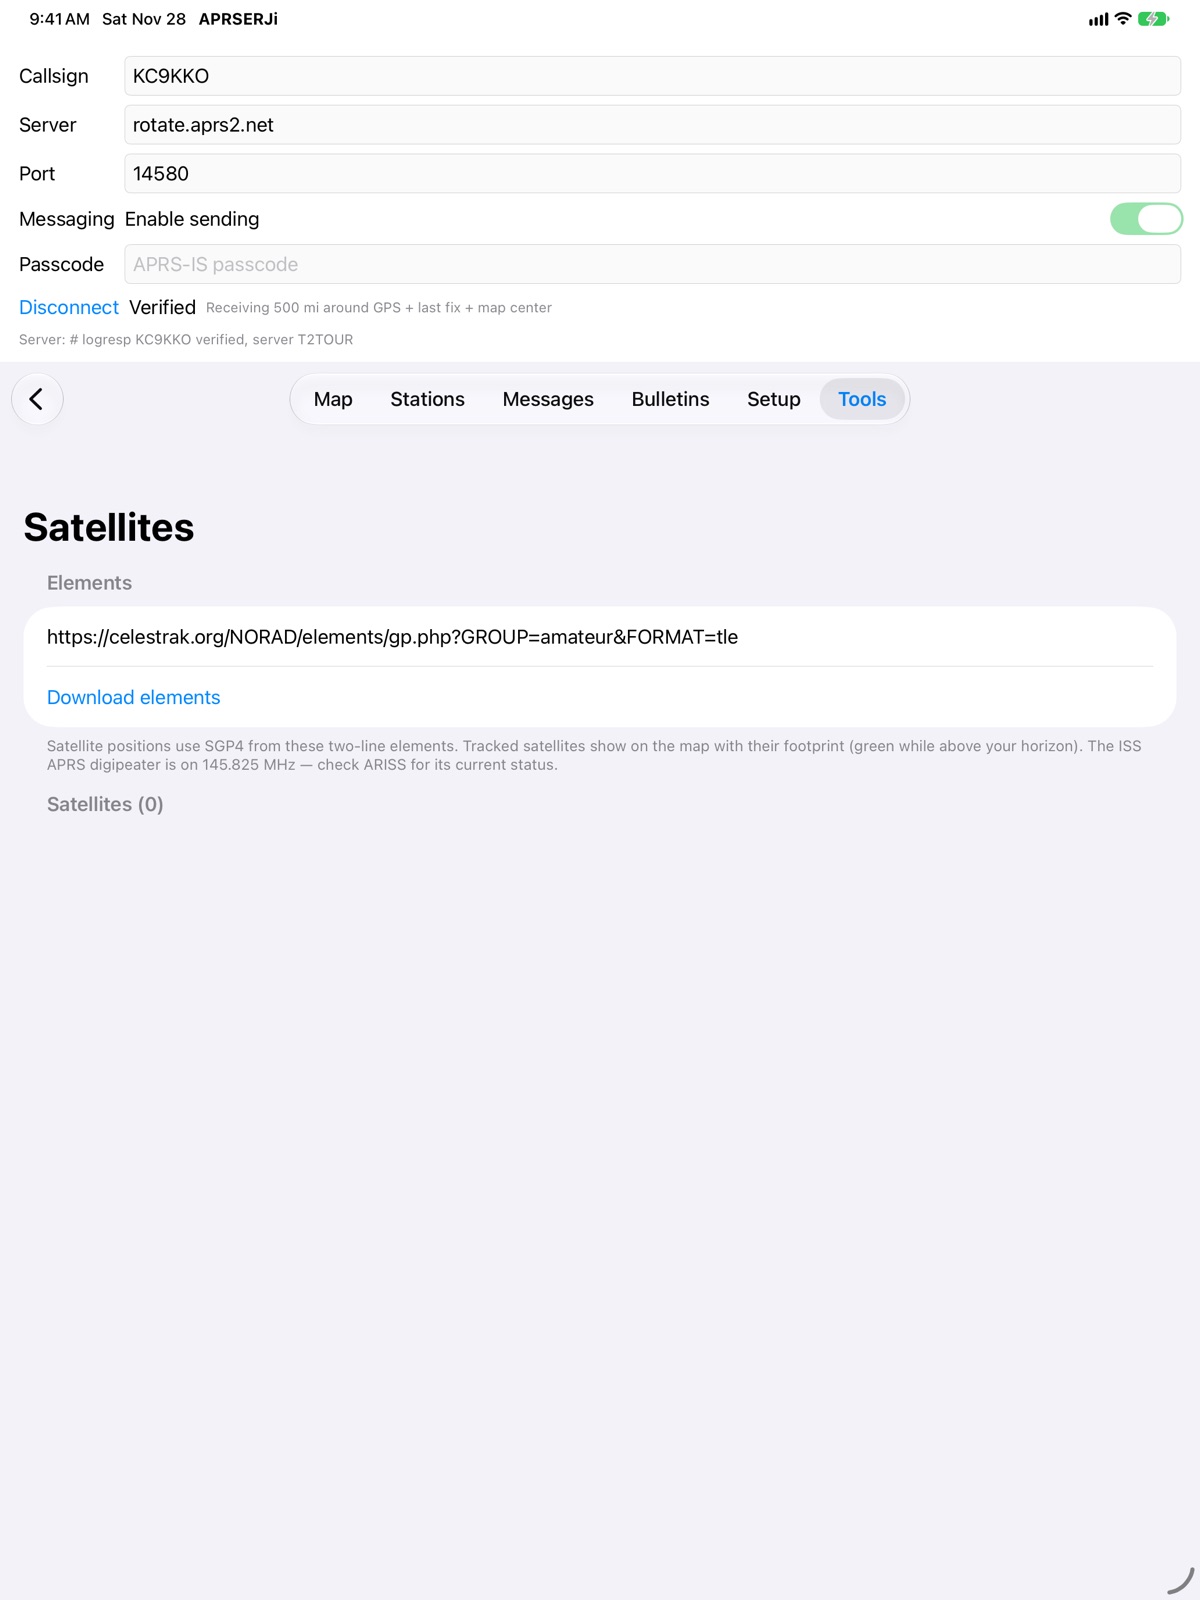 9:41 AM Sat Nov 28 APRSERJi
Callsign KC9KKO
Server rotate.aprs2.net
Port 14580
Messaging Enable sending
Passcode APRS-IS passcode
Disconnect Verified Receiving 500 mi around GPS + last fix + map center
Server: # logresp KC9KKO verified, server T2TOUR
Map Stations Messages Bulletins Setup Tools
Satellites
Elements
https://celestrak.org/NORAD/elements/gp.php?GROUP=amateur&FORMAT=tle
Download elements
Satellite positions use SGP4 from these two-line elements. Tracked satellites show on the map with their footprint (green while above your horizon). The ISS
APRS digipeater is on 145.825 MHz — check ARISS for its current status.
Satellites (0)